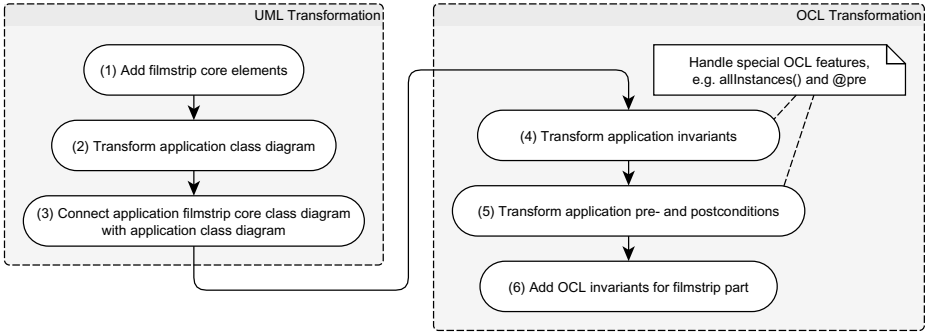 UML Transformation
(1) Add filmstrip core elements
(2) Transform application class diagram
(3) Connect application filmstrip core class diagram
with application class diagram
OCL Transformation
Handle special OCL features,
e.g. allInstances() and @pre
(4) Transform application invariants
(5) Transform application pre- and postconditions
(6) Add OCL invariants for filmstrip part